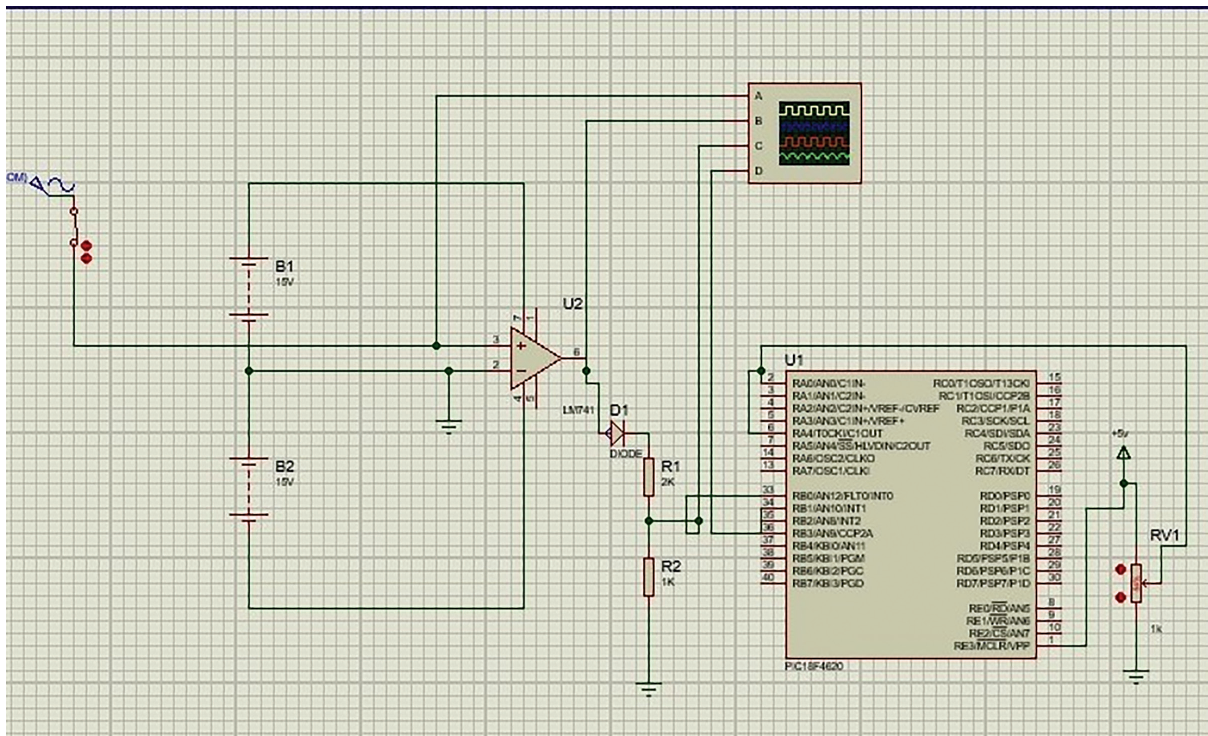 A
B
C
D
OM)
B1
15V
U2
7
1
3
2
6
4
5
LM741
D1
DIODE
R1
2K
R2
1K
B2
15V
U1
2 RA0/AN0/C1IN-
3 RA1/AN1/C2IN-
4 RA2/AN2/C2IN+/VREF-/CVREF
5 RA3/AN3/C1IN+/VREF+
6 RA4/T0CKI/C1OUT
7 RA5/AN4/SS/HLVDIN/C2OUT
14 RA6/OSC2/CLKO
13 RA7/OSC1/CLKI
33 RB0/AN12/FLT0/INT0
34 RB1/AN10/INT1
35 RB2/AN8/INT2
36 RB3/AN9/CCP2A
37 RB4/KBI0/AN11
38 RB5/KBI1/PGM
39 RB6/KBI2/PGC
40 RB7/KBI3/PGD
RC0/T1OSO/T13CKI 15
RC1/T1OSI/CCP2B 16
RC2/CCP1/P1A 17
RC3/SCK/SCL 18
RC4/SDI/SDA 23
RC5/SDO 24
RC6/TX/CK 25
RC7/RX/DT 26
RD0/PSP0 19
RD1/PSP1 20
RD2/PSP2 21
RD3/PSP3 22
RD4/PSP4 27
RD5/PSP5/P1B 28
RD6/PSP6/P1C 29
RD7/PSP7/P1D 30
RE0/RD/AN5 8
RE1/WR/AN6 9
RE2/CS/AN7 10
RE3/MCLR/VPP 1
PIC18F4620
+5v
RV1
1k